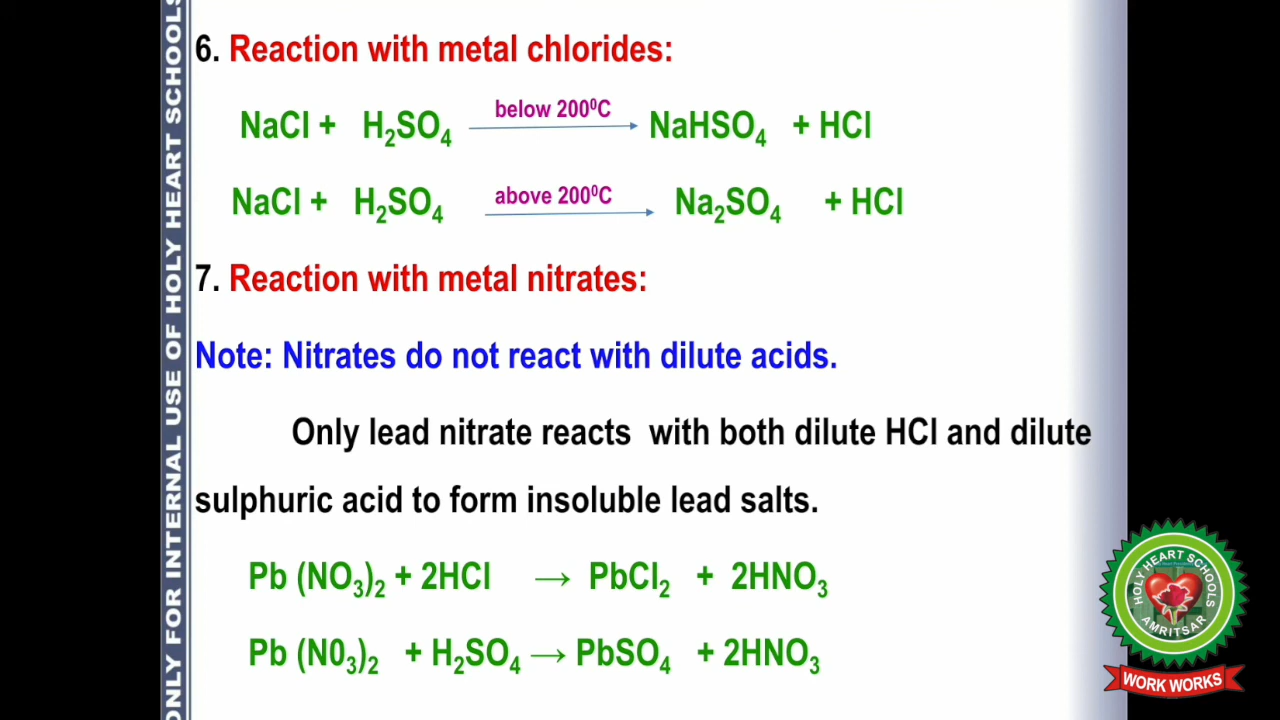 ONLY FOR INTERNAL USE OF HOLY HEART SCHOOLS
6. Reaction with metal chlorides:
NaCl + H₂SO₄ below 200⁰C NaHSO₄ + HCl
NaCl + H₂SO₄ above 200⁰C Na₂SO₄ + HCl
7. Reaction with metal nitrates:
Note: Nitrates do not react with dilute acids.
Only lead nitrate reacts with both dilute HCl and dilute
sulphuric acid to form insoluble lead salts.
Pb (NO₃)₂ + 2HCl → PbCl₂ + 2HNO₃
Pb (N0₃)₂ + H₂SO₄ → PbSO₄ + 2HNO₃
HOLY HEART SCHOOLS
AMRITSAR
WORK WORKS